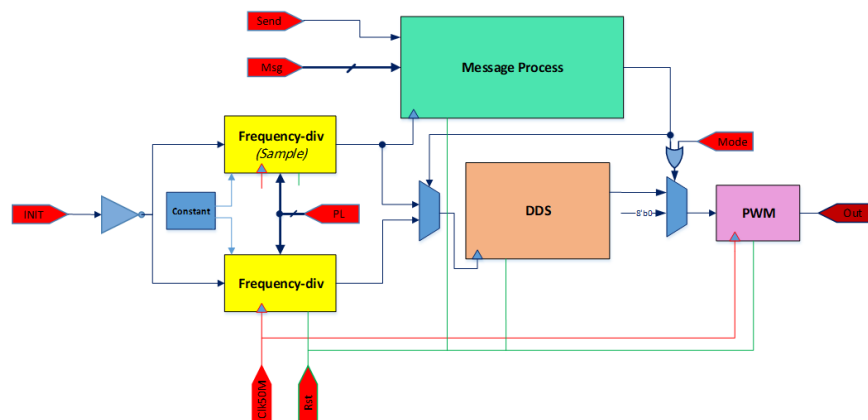 Send
Msg
Message Process
Mode
Frequency-div
(Sample)
INIT
Constant
PL
DDS
8'b0
PWM
Out
Frequency-div
Clk50M
Rst